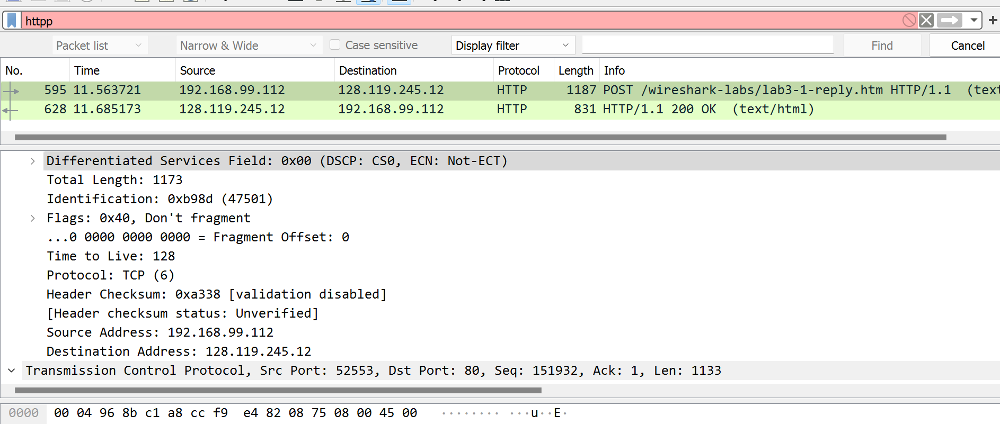 httpp
Packet list Narrow & Wide Case sensitive Display filter Find Cancel
No. Time Source Destination Protocol Length Info
595 11.563721 192.168.99.112 128.119.245.12 HTTP 1187 POST /wireshark-labs/lab3-1-reply.htm HTTP/1.1 (text
628 11.685173 128.119.245.12 192.168.99.112 HTTP 831 HTTP/1.1 200 OK (text/html)
Differentiated Services Field: 0x00 (DSCP: CS0, ECN: Not-ECT)
Total Length: 1173
Identification: 0xb98d (47501)
Flags: 0x40, Don't fragment
...0 0000 0000 0000 = Fragment Offset: 0
Time to Live: 128
Protocol: TCP (6)
Header Checksum: 0xa338 [validation disabled]
[Header checksum status: Unverified]
Source Address: 192.168.99.112
Destination Address: 128.119.245.12
Transmission Control Protocol, Src Port: 52553, Dst Port: 80, Seq: 151932, Ack: 1, Len: 1133
0000 00 04 96 8b c1 a8 cc f9 e4 82 08 75 08 00 45 00 ········ ···u··E·